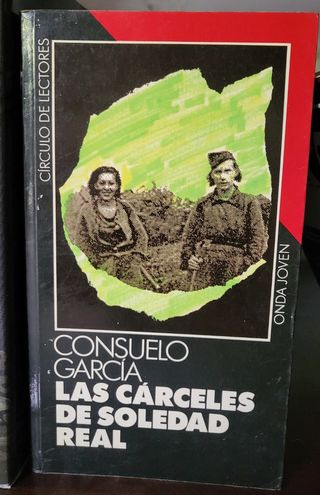 CÍRCULO DE LECTORES
ONDA JOVEN
CONSUELO
GARCÍA
LAS CÁRCELES
DE SOLEDAD
REAL